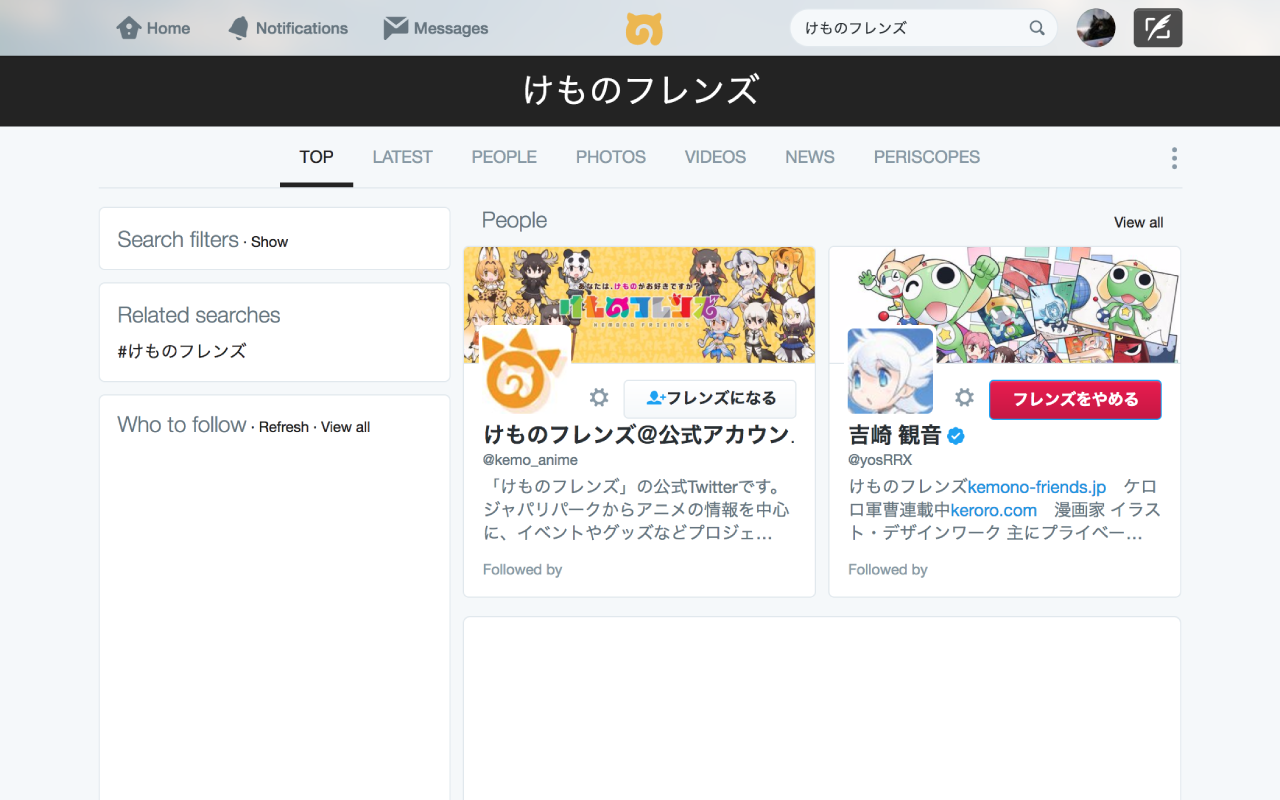 Home
Notifications
Messages
けものフレンズ
けものフレンズ
TOP
LATEST
PEOPLE
PHOTOS
VIDEOS
NEWS
PERISCOPES
Search filters · Show
Related searches
#けものフレンズ
Who to follow · Refresh · View all
People
View all
あなたは、けものがお好きですか?
けものフレンズ
KEMONO FRIENDS
フレンズになる
けものフレンズ@公式アカウン.
@kemo_anime
「けものフレンズ」の公式Twitterです。
ジャパリパークからアニメの情報を中心
に、イベントやグッズなどプロジェ…
Followed by
フレンズをやめる
吉崎 観音
@yosRRX
けものフレンズkemono-friends.jp　ケロ
ロ軍曹連載中keroro.com　漫画家 イラス
ト・デザインワーク 主にプライベー…
Followed by